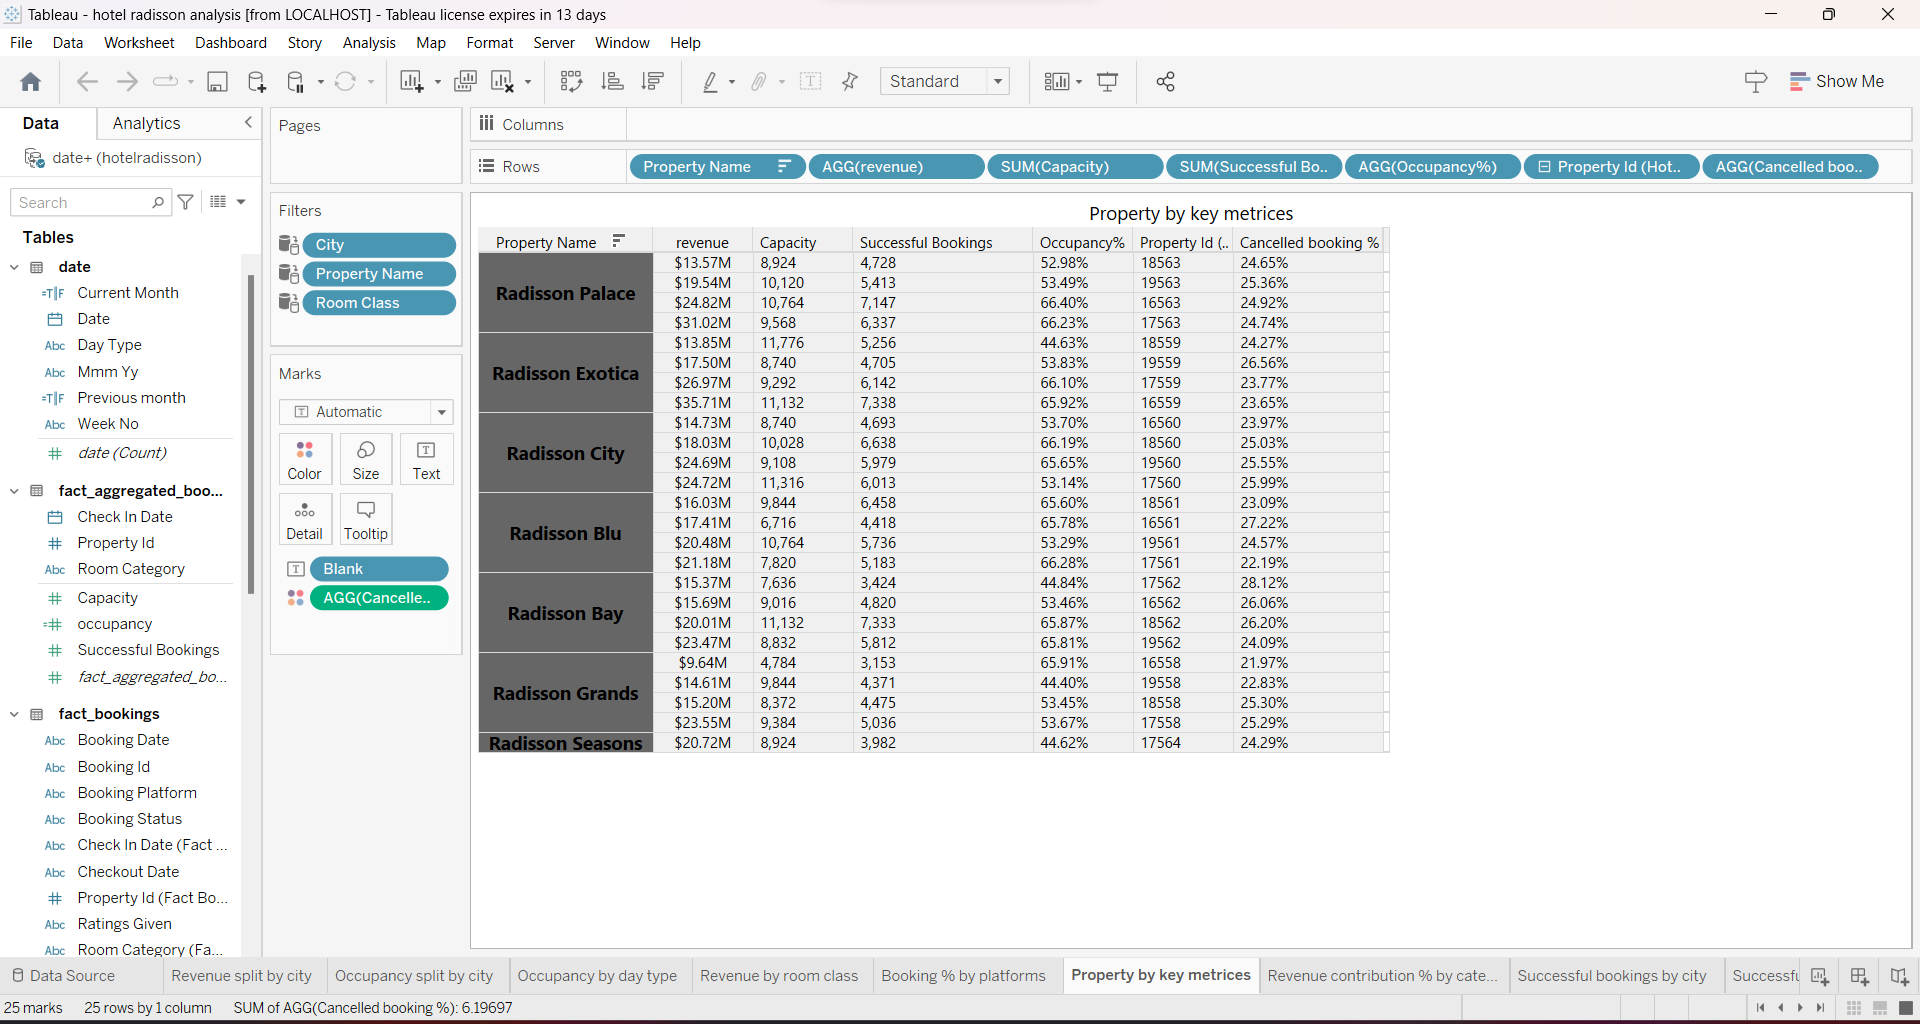 Tableau - hotel radisson analysis [from LOCALHOST] - Tableau license expires in 13 days
File Data Worksheet Dashboard Story Analysis Map Format Server Window Help
Standard Show Me
Data Analytics
date+ (hotelradisson)
Search
Tables
date
=T|F Current Month
Date
Abc Day Type
Abc Mmm Yy
=T|F Previous month
Abc Week No
# date (Count)
fact_aggregated_boo...
Check In Date
# Property Id
Abc Room Category
# Capacity
=# occupancy
# Successful Bookings
# fact_aggregated_bo...
fact_bookings
Abc Booking Date
Abc Booking Id
Abc Booking Platform
Abc Booking Status
Abc Check In Date (Fact ...
Abc Checkout Date
# Property Id (Fact Bo...
Abc Ratings Given
Abc Room Category (Fa...
Pages
Filters
City
Property Name
Room Class
Marks
T Automatic
Color Size Text
Detail Tooltip
T Blank
AGG(Cancelle..
Columns
Rows Property Name AGG(revenue) SUM(Capacity) SUM(Successful Bo.. AGG(Occupancy%) Property Id (Hot.. AGG(Cancelled boo..
Property by key metrices
Property Name revenue Capacity Successful Bookings Occupancy% Property Id (.. Cancelled booking %
Radisson Palace
$13.57M 8,924 4,728 52.98% 18563 24.65%
$19.54M 10,120 5,413 53.49% 19563 25.36%
$24.82M 10,764 7,147 66.40% 16563 24.92%
$31.02M 9,568 6,337 66.23% 17563 24.74%
Radisson Exotica
$13.85M 11,776 5,256 44.63% 18559 24.27%
$17.50M 8,740 4,705 53.83% 19559 26.56%
$26.97M 9,292 6,142 66.10% 17559 23.77%
$35.71M 11,132 7,338 65.92% 16559 23.65%
Radisson City
$14.73M 8,740 4,693 53.70% 16560 23.97%
$18.03M 10,028 6,638 66.19% 18560 25.03%
$24.69M 9,108 5,979 65.65% 19560 25.55%
$24.72M 11,316 6,013 53.14% 17560 25.99%
Radisson Blu
$16.03M 9,844 6,458 65.60% 18561 23.09%
$17.41M 6,716 4,418 65.78% 16561 27.22%
$20.48M 10,764 5,736 53.29% 19561 24.57%
$21.18M 7,820 5,183 66.28% 17561 22.19%
Radisson Bay
$15.37M 7,636 3,424 44.84% 17562 28.12%
$15.69M 9,016 4,820 53.46% 16562 26.06%
$20.01M 11,132 7,333 65.87% 18562 26.20%
$23.47M 8,832 5,812 65.81% 19562 24.09%
Radisson Grands
$9.64M 4,784 3,153 65.91% 16558 21.97%
$14.61M 9,844 4,371 44.40% 19558 22.83%
$15.20M 8,372 4,475 53.45% 18558 25.30%
$23.55M 9,384 5,036 53.67% 17558 25.29%
Radisson Seasons $20.72M 8,924 3,982 44.62% 17564 24.29%
Data Source Revenue split by city Occupancy split by city Occupancy by day type Revenue by room class Booking % by platforms Property by key metrices Revenue contribution % by cate... Successful bookings by city Successfu
25 marks 25 rows by 1 column SUM of AGG(Cancelled booking %): 6.19697